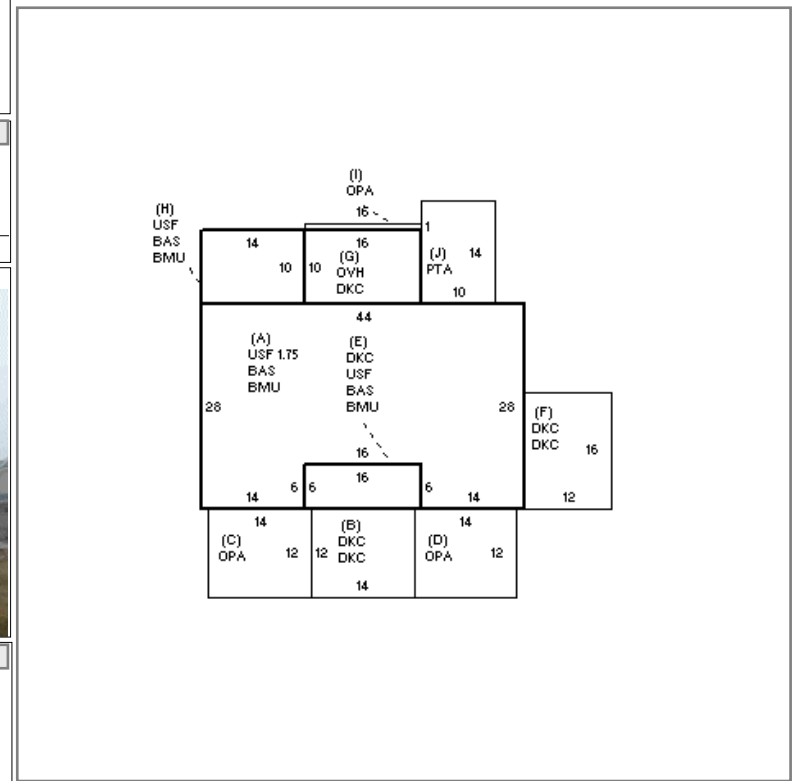 (I)
OPA
16
(H)
USF
BAS
BMU
14
10
10
16
(G)
OVH
DKC
1
(J)
PTA
14
10
44
(A)
USF 1.75
BAS
BMU
(E)
DKC
USF
BAS
BMU
28
28
(F)
DKC
DKC
16
12
16
16
14
6
6
6
14
14
(C)
OPA
12
12
(B)
DKC
DKC
14
14
(D)
OPA
12